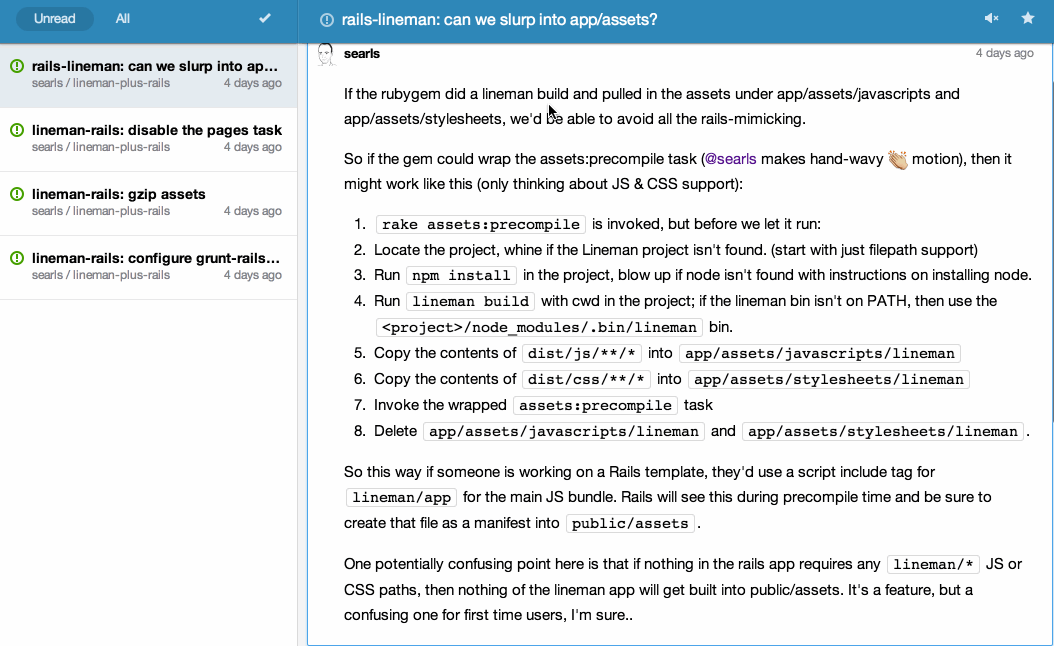 Unread All
rails-lineman: can we slurp into app/assets?
rails-lineman: can we slurp into ap...
searls / lineman-plus-rails 4 days ago
lineman-rails: disable the pages task
searls / lineman-plus-rails 4 days ago
lineman-rails: gzip assets
searls / lineman-plus-rails 4 days ago
lineman-rails: configure grunt-rails...
searls / lineman-plus-rails 4 days ago
searls 4 days ago
If the rubygem did a lineman build and pulled in the assets under app/assets/javascripts and
app/assets/stylesheets, we'd be able to avoid all the rails-mimicking.
So if the gem could wrap the assets:precompile task (@searls makes hand-wavy 👏 motion), then it
might work like this (only thinking about JS & CSS support):
1. rake assets:precompile is invoked, but before we let it run:
2. Locate the project, whine if the Lineman project isn't found. (start with just filepath support)
3. Run npm install in the project, blow up if node isn't found with instructions on installing node.
4. Run lineman build with cwd in the project; if the lineman bin isn't on PATH, then use the
<project>/node_modules/.bin/lineman bin.
5. Copy the contents of dist/js/**/* into app/assets/javascripts/lineman
6. Copy the contents of dist/css/**/* into app/assets/stylesheets/lineman
7. Invoke the wrapped assets:precompile task
8. Delete app/assets/javascripts/lineman and app/assets/stylesheets/lineman .
So this way if someone is working on a Rails template, they'd use a script include tag for
lineman/app for the main JS bundle. Rails will see this during precompile time and be sure to
create that file as a manifest into public/assets .
One potentially confusing point here is that if nothing in the rails app requires any lineman/* JS or
CSS paths, then nothing of the lineman app will get built into public/assets. It's a feature, but a
confusing one for first time users, I'm sure..